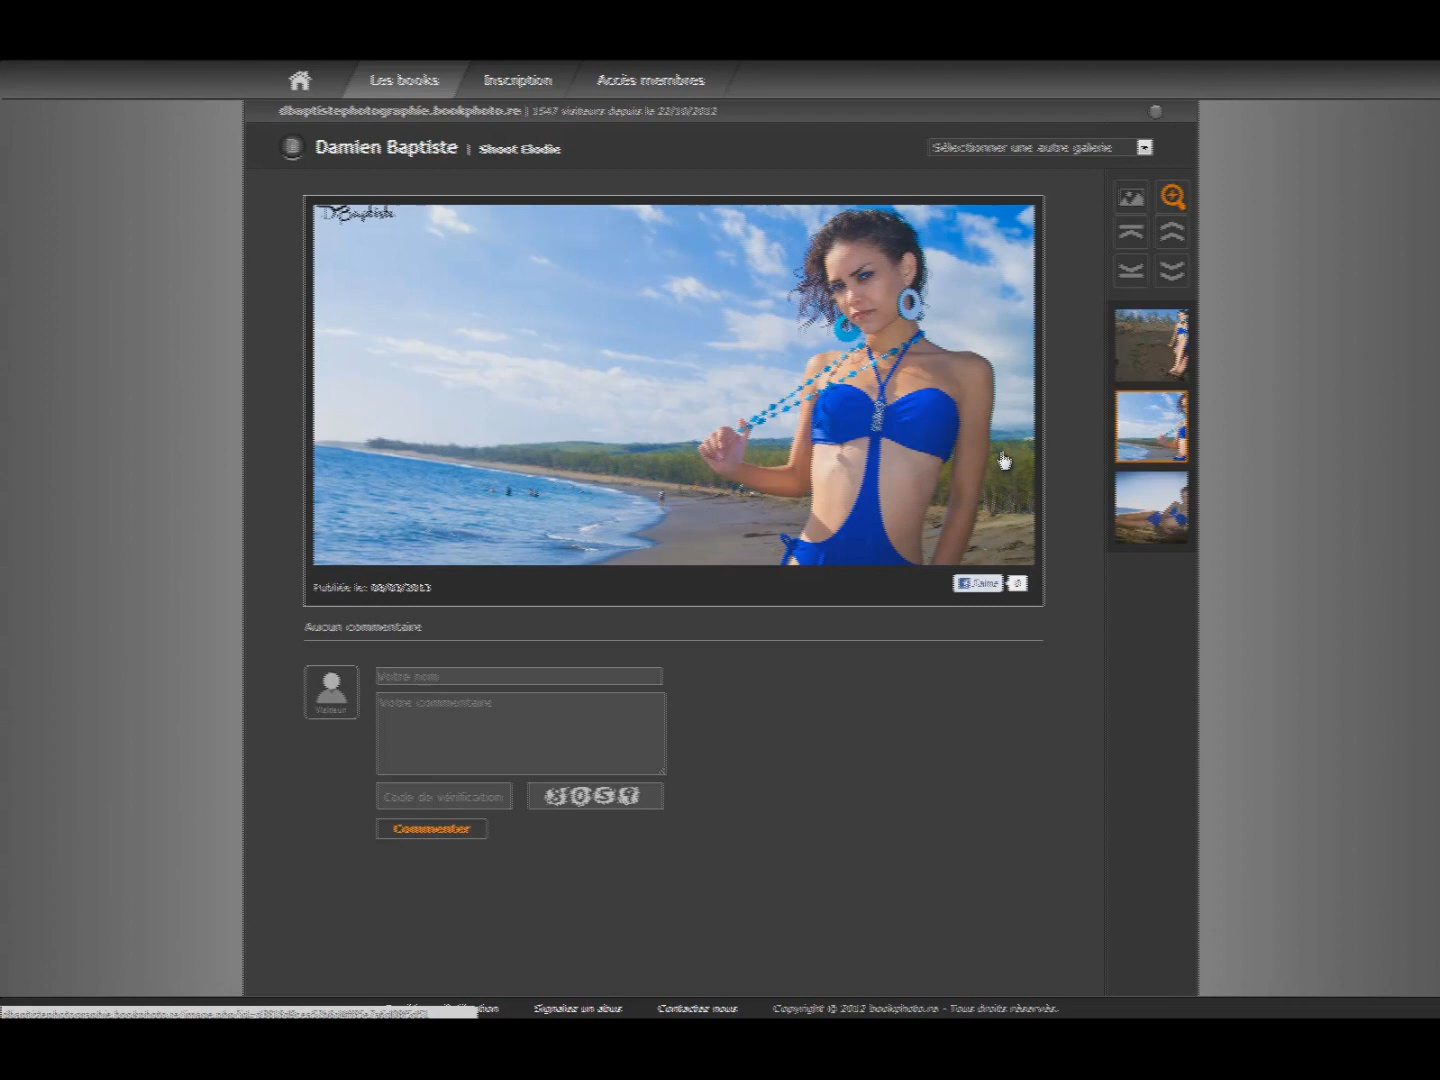 Les books
Inscription
Accès membres
dbaptistephotographie.bookphoto.re | 1547 visiteurs depuis le 22/10/2012
Damien Baptiste | Shoot Elodie
Sélectionner une autre galerie
DBaptiste
Publiée le: 08/03/2013
J'aime
0
Aucun commentaire
Visiteur
Votre nom
Votre commentaire
Code de vérification
Commenter
Signalez un abus
Contactez nous
Copyright © 2012 bookphoto.re - Tous droits réservés.